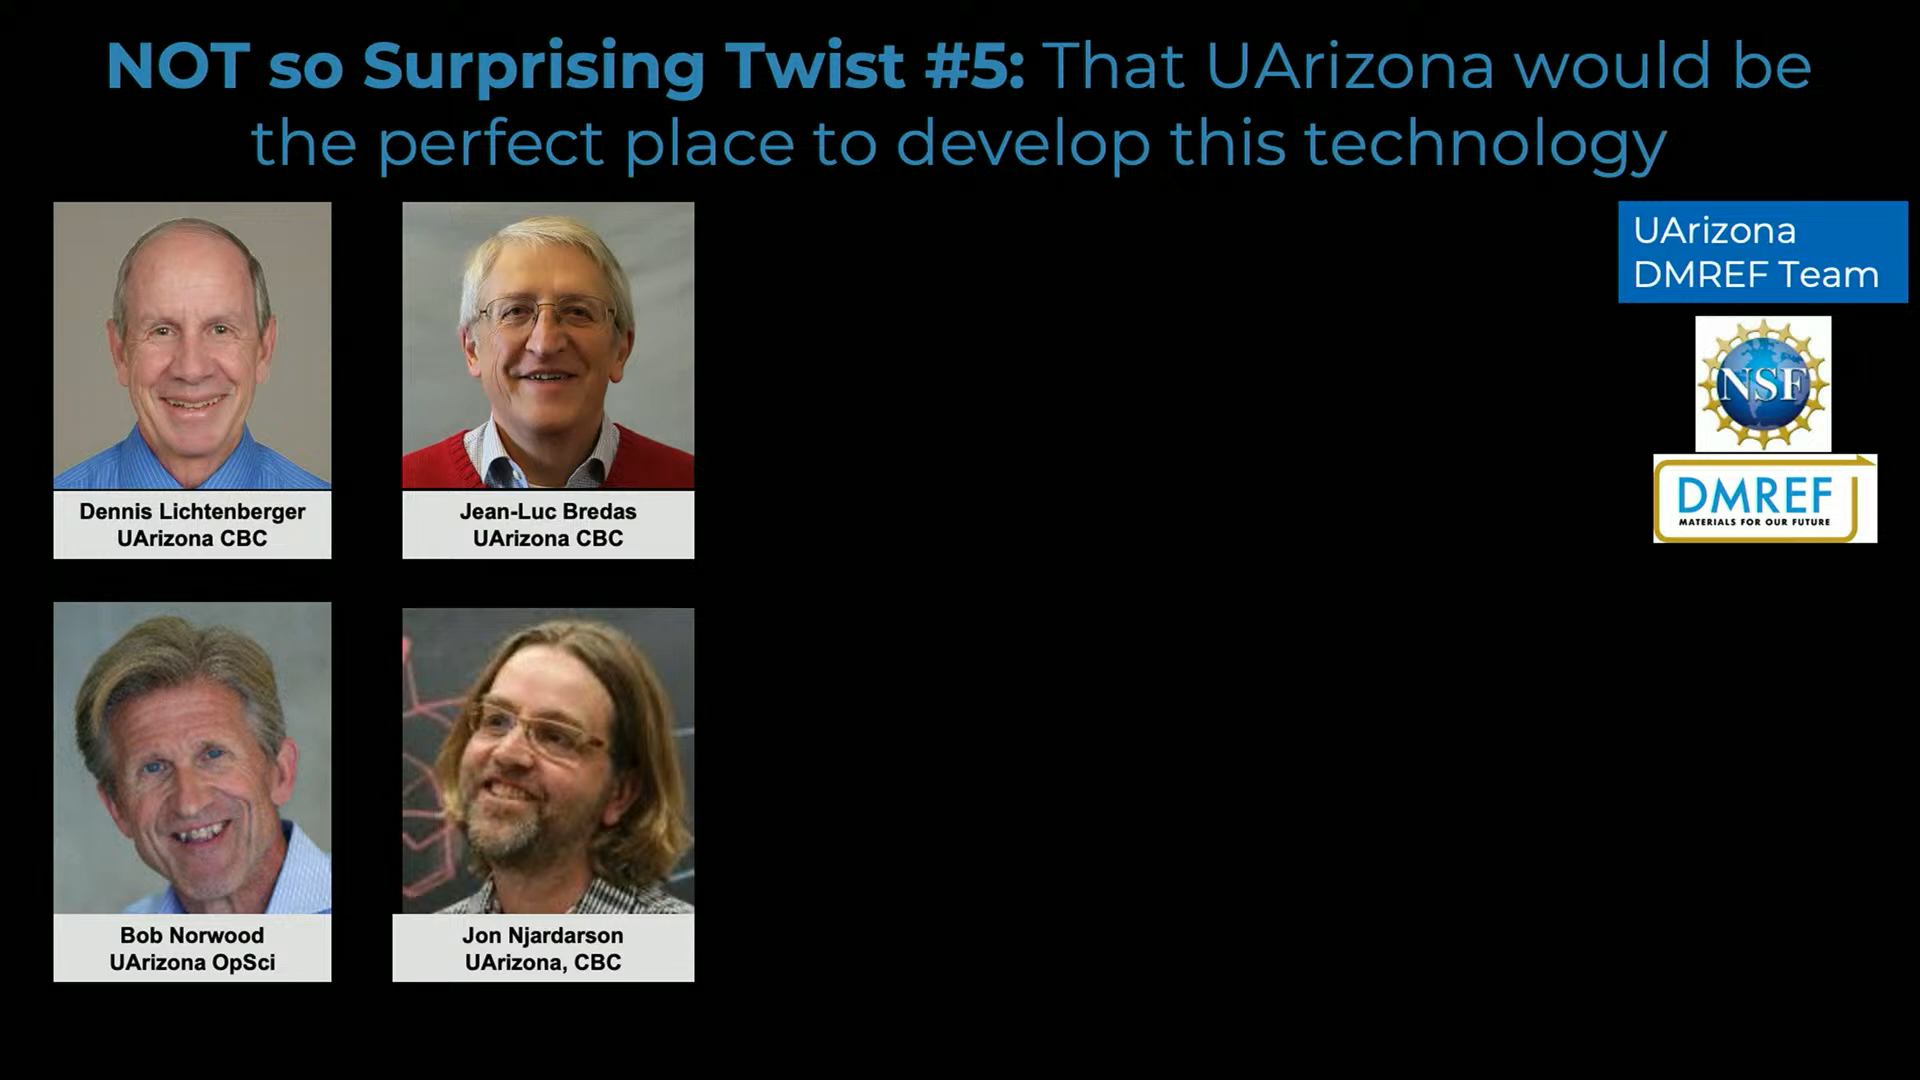 NOT so Surprising Twist #5: That UArizona would be
the perfect place to develop this technology
UArizona
DMREF Team
NSF
DMREF
MATERIALS FOR OUR FUTURE
Dennis Lichtenberger
UArizona CBC
Jean-Luc Bredas
UArizona CBC
Bob Norwood
UArizona OpSci
Jon Njardarson
UArizona, CBC